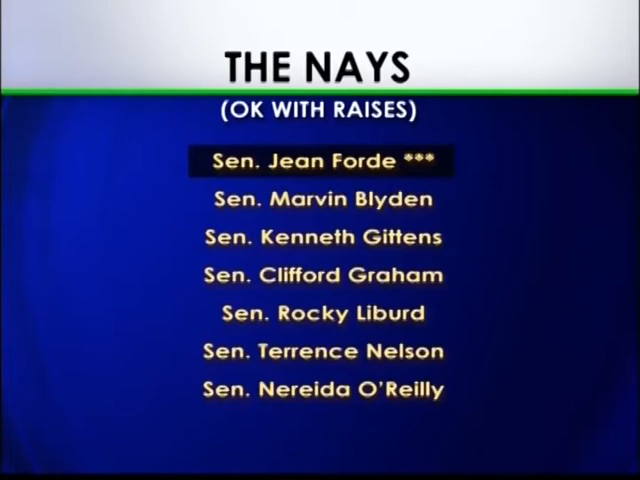 THE NAYS
(OK WITH RAISES)
Sen. Jean Forde ***
Sen. Marvin Blyden
Sen. Kenneth Gittens
Sen. Clifford Graham
Sen. Rocky Liburd
Sen. Terrence Nelson
Sen. Nereida O'Reilly